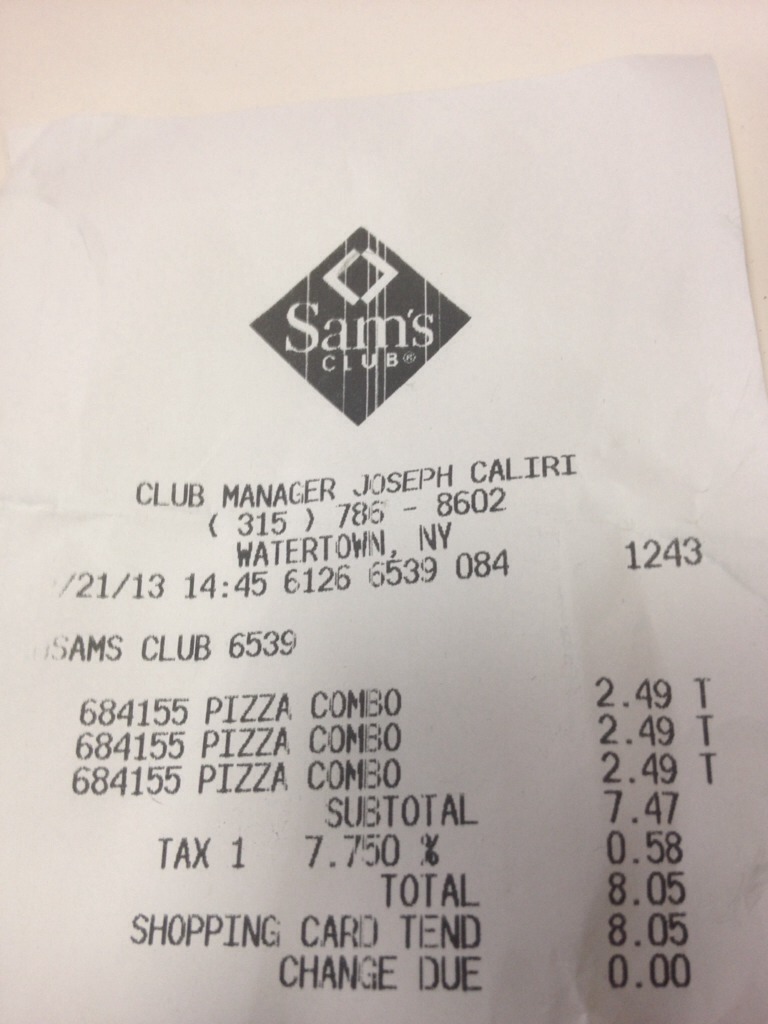 Sam's
CLUB®
CLUB MANAGER JOSEPH CALIRI
( 315 ) 786 - 8602
WATERTOWN, NY
/21/13 14:45 6126 6539 084 1243
SAMS CLUB 6539
684155 PIZZA COMBO 2.49 T
684155 PIZZA COMBO 2.49 T
684155 PIZZA COMBO 2.49 T
SUBTOTAL 7.47
TAX 1 7.750 % 0.58
TOTAL 8.05
SHOPPING CARD TEND 8.05
CHANGE DUE 0.00